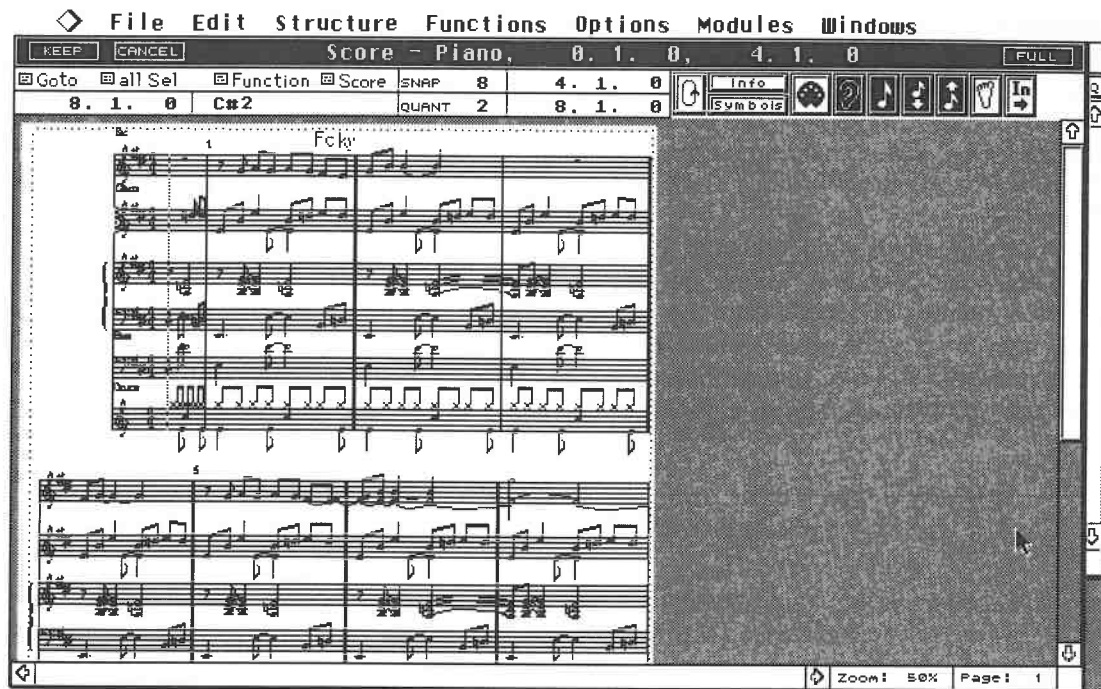 File Edit Structure Functions Options Modules Windows
KEEP CANCEL Score - Piano, 0. 1. 0, 4. 1. 0 FULL
Goto all Sel Function Score SNAP 8 4. 1. 0 Info
8. 1. 0 C#2 QUANT 2 8. 1. 0 Symbols In
1 Fcky
Drums
5
Zoom: 50% Page: 1